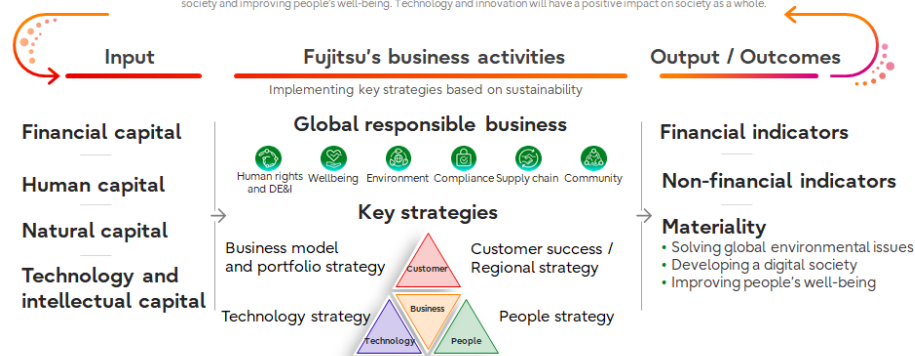 society and improving people's well-being. Technology and innovation will have a positive impact on society as a whole.
Input
Fujitsu's business activities
Output / Outcomes
Implementing key strategies based on sustainability
Financial capital
Human capital
Natural capital
Technology and
intellectual capital
Global responsible business
Human rights
and DE&I
Wellbeing
Environment
Compliance
Supply chain
Community
Key strategies
Business model
and portfolio strategy
Customer success /
Regional strategy
Technology strategy
People strategy
Customer
Business
Technology
People
Financial indicators
Non-financial indicators
Materiality
• Solving global environmental issues
• Developing a digital society
• Improving people's well-being